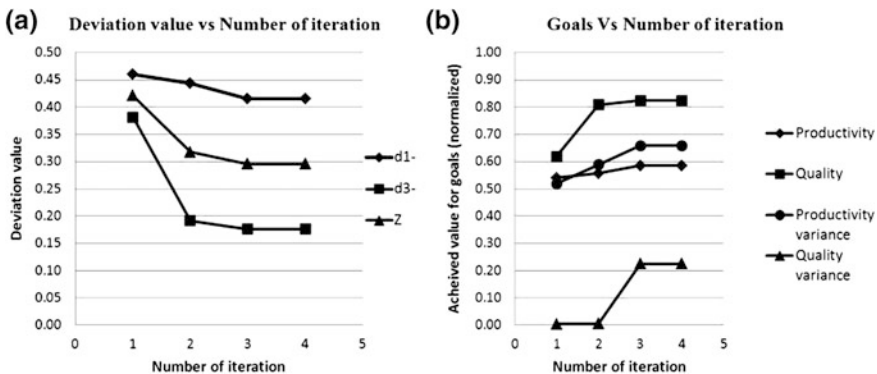 (a)
Deviation value vs Number of iteration
0.50
0.45
0.40
0.35
0.30
0.25
0.20
0.15
0.10
0.05
0.00
Deviation value
0 1 2 3 4 5
Number of iteration
d1-
d3-
Z
(b)
Goals Vs Number of iteration
1.00
0.90
0.80
0.70
0.60
0.50
0.40
0.30
0.20
0.10
0.00
Acheived value for goals (normalized)
0 1 2 3 4 5
Number of iteration
Productivity
Quality
Productivity
variance
Quality
variance